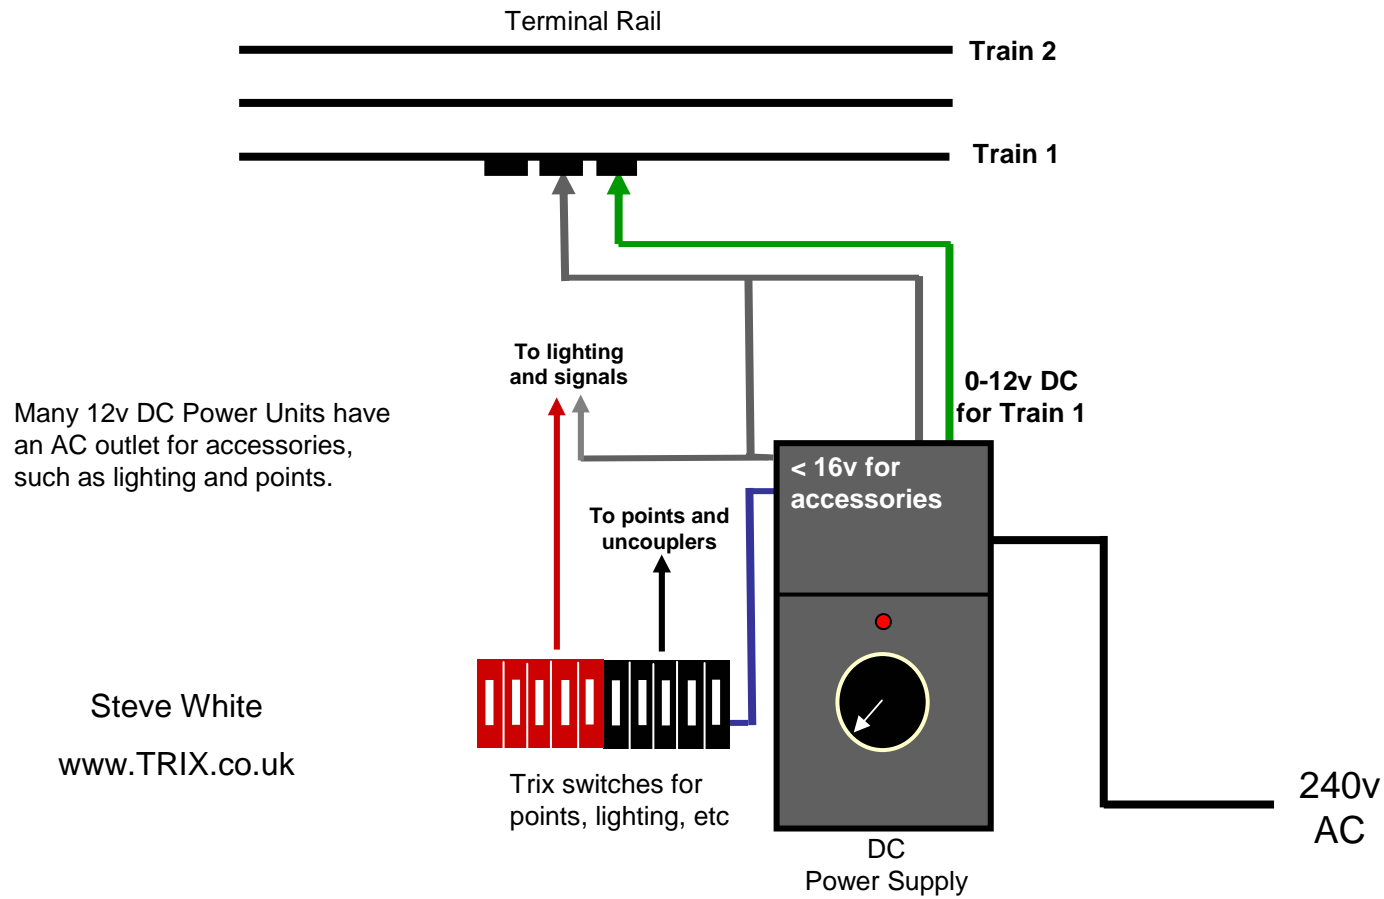 Terminal Rail
Train 2
Train 1
To lighting
and signals
0-12v DC
for Train 1
Many 12v DC Power Units have
an AC outlet for accessories,
such as lighting and points.
< 16v for
accessories
To points and
uncouplers
Steve White
www.TRIX.co.uk
Trix switches for
points, lighting, etc
240v
AC
DC
Power Supply